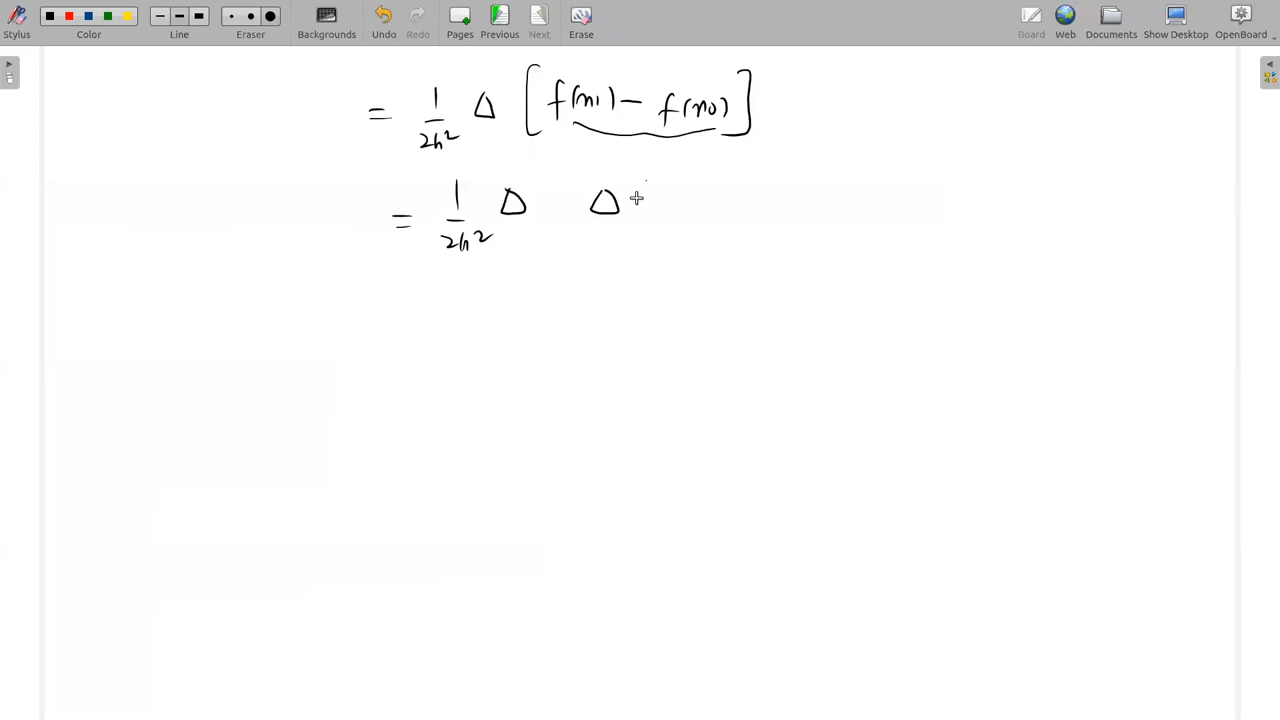 Stylus Color Line Eraser Backgrounds Undo Redo Pages Previous Next Erase Board Web Documents Show Desktop OpenBoard
= 1/2h² Δ [f(x₁) − f(x₀)]
= 1/2h² Δ Δ